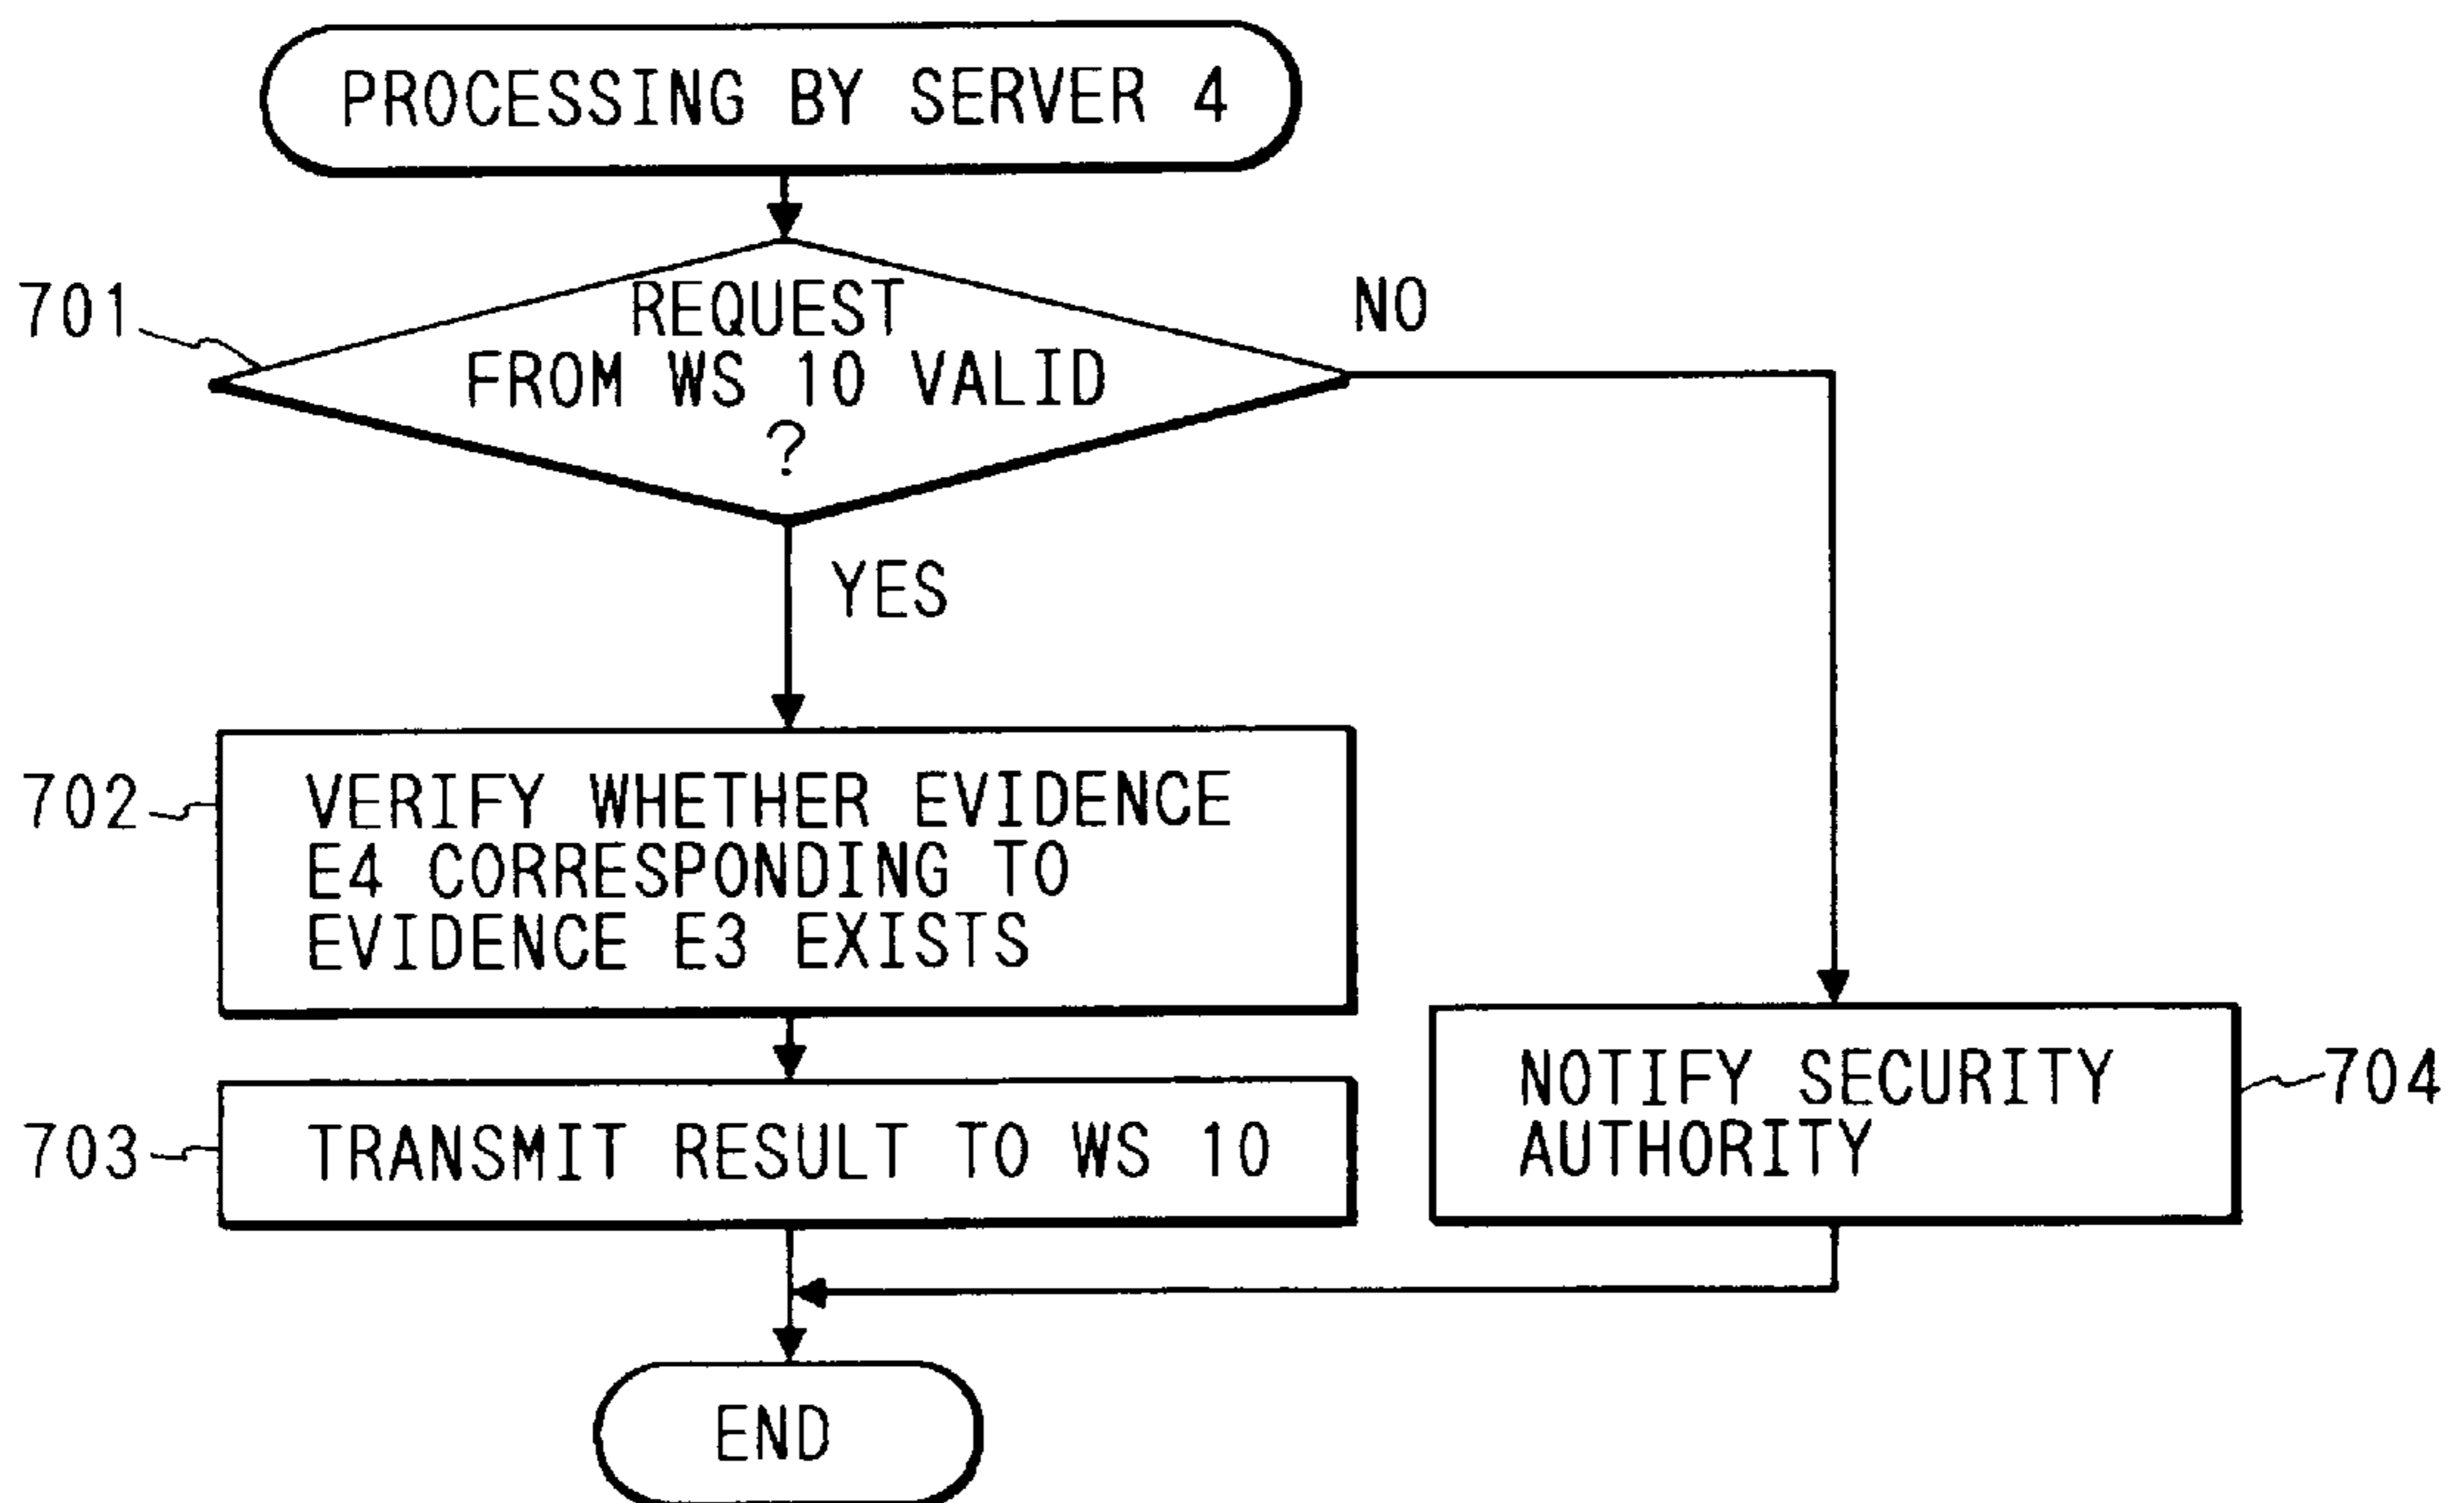 PROCESSING BY SERVER 4
701
REQUEST
FROM WS 10 VALID
?
NO
YES
702
VERIFY WHETHER EVIDENCE
E4 CORRESPONDING TO
EVIDENCE E3 EXISTS
703
TRANSMIT RESULT TO WS 10
NOTIFY SECURITY
AUTHORITY
704
END